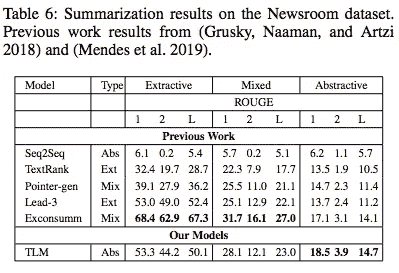 Table 6: Summarization results on the Newsroom dataset.
Previous work results from (Grusky, Naaman, and Artzi
2018) and (Mendes et al. 2019).
Model Type Extractive Mixed Abstractive
ROUGE
1 2 L 1 2 L 1 2 L
Previous Work
Seq2Seq Abs 6.1 0.2 5.4 5.7 0.2 5.1 6.2 1.1 5.7
TextRank Ext 32.4 19.7 28.7 22.3 7.9 17.7 13.5 1.9 10.5
Pointer-gen Mix 39.1 27.9 36.2 25.5 11.0 21.1 14.7 2.3 11.4
Lead-3 Ext 53.0 49.0 52.4 25.1 12.9 22.1 13.7 2.4 11.2
Exconsumm Mix 68.4 62.9 67.3 31.7 16.1 27.0 17.1 3.1 14.1
Our Models
TLM Abs 53.3 44.2 50.1 28.1 12.1 23.0 18.5 3.9 14.7